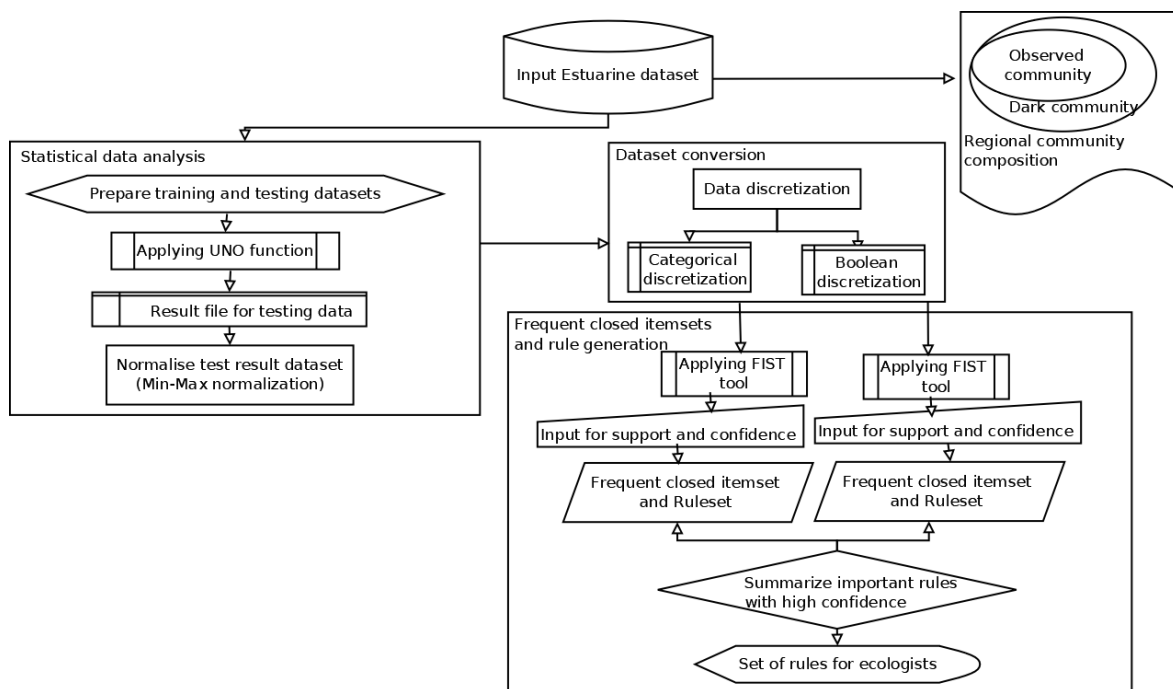 Input Estuarine dataset
Observed
community
Dark community
Regional community
composition
Statistical data analysis
Prepare training and testing datasets
Applying UNO function
Result file for testing data
Normalise test result dataset
(Min-Max normalization)
Dataset conversion
Data discretization
Categorical
discretization
Boolean
discretization
Frequent closed itemsets
and rule generation
Applying FIST
tool
Applying FIST
tool
Input for support and confidence
Input for support and confidence
Frequent closed itemset
and Ruleset
Frequent closed itemset
and Ruleset
Summarize important rules
with high confidence
Set of rules for ecologists